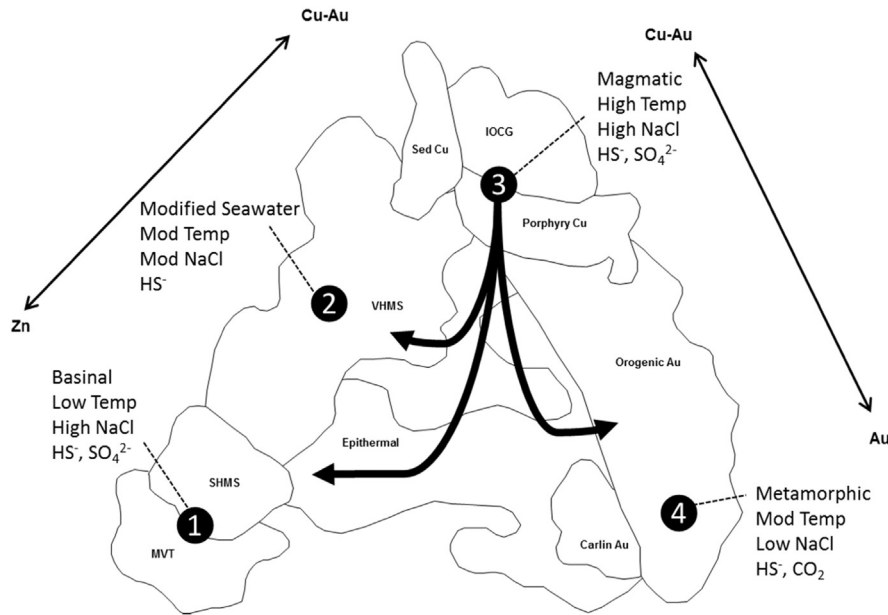 Cu-Au
Cu-Au
Magmatic
High Temp
High NaCl
HS⁻, SO₄²⁻
IOCG
Sed Cu
3
Porphyry Cu
Modified Seawater
Mod Temp
Mod NaCl
HS⁻
2
VHMS
Zn
Orogenic Au
Basinal
Low Temp
High NaCl
HS⁻, SO₄²⁻
Epithermal
Au
SHMS
1
MVT
Carlin Au
4
Metamorphic
Mod Temp
Low NaCl
HS⁻, CO₂